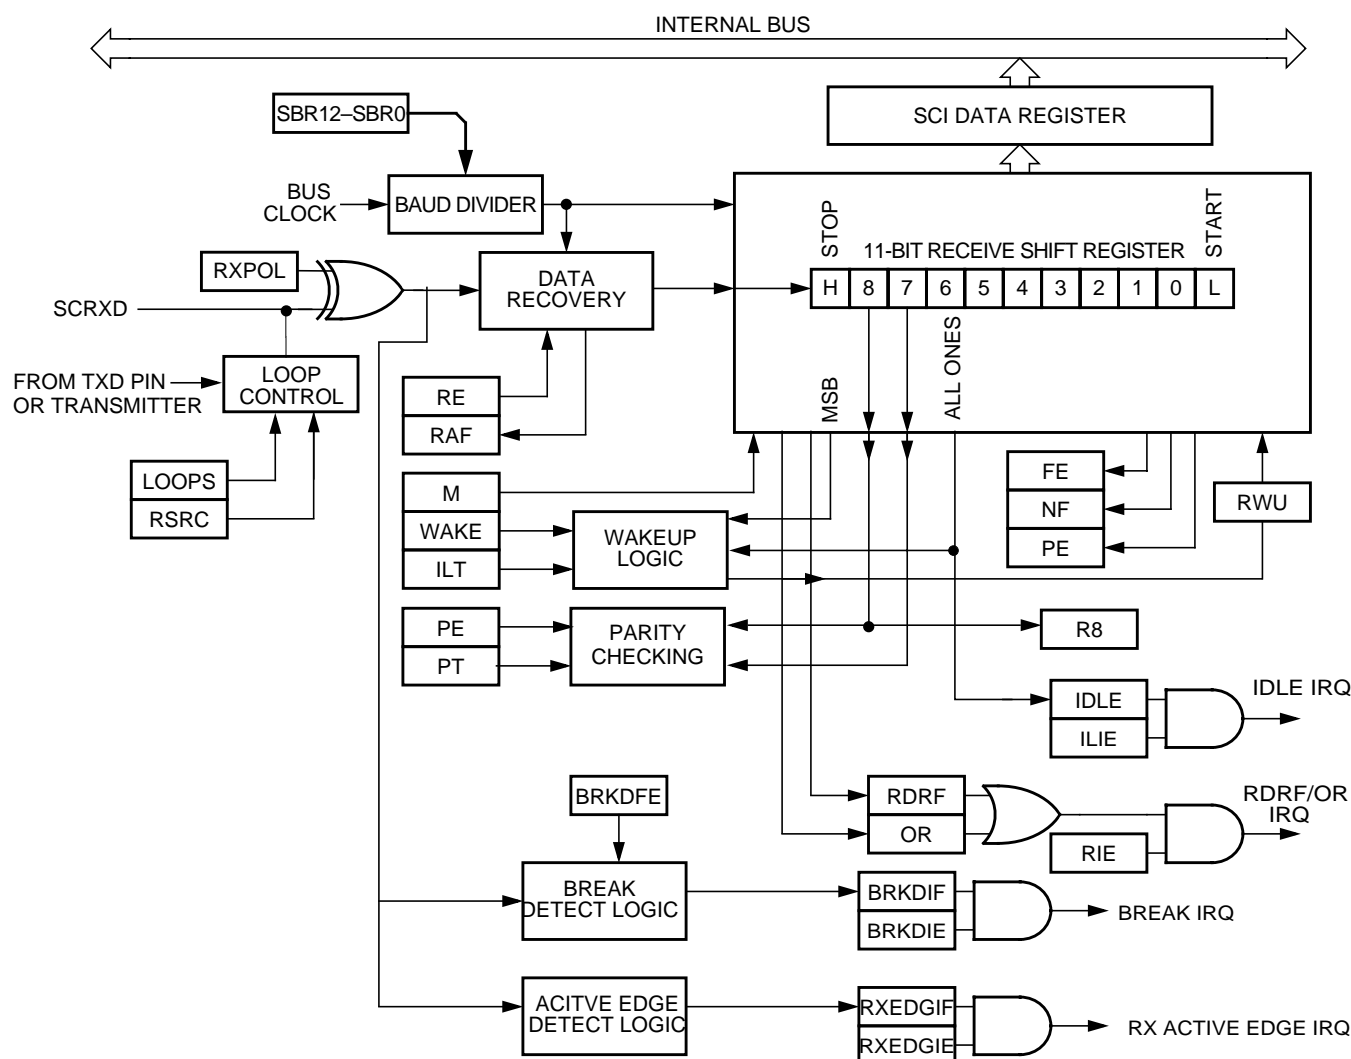 INTERNAL BUS
SBR12–SBR0
SCI DATA REGISTER
BUS
CLOCK
BAUD DIVIDER
STOP
START
11-BIT RECEIVE SHIFT REGISTER
RXPOL
DATA
RECOVERY
H 8 7 6 5 4 3 2 1 0 L
SCRXD
ALL ONES
MSB
FROM TXD PIN
OR TRANSMITTER
LOOP
CONTROL
RE
RAF
LOOPS
RSRC
M
WAKE
ILT
WAKEUP
LOGIC
FE
NF
PE
RWU
PE
PT
PARITY
CHECKING
R8
IDLE
ILIE
IDLE IRQ
BRKDFE
RDRF
OR
RIE
RDRF/OR
IRQ
BREAK
DETECT LOGIC
BRKDIF
BRKDIE
BREAK IRQ
ACITVE EDGE
DETECT LOGIC
RXEDGIF
RXEDGIE
RX ACTIVE EDGE IRQ